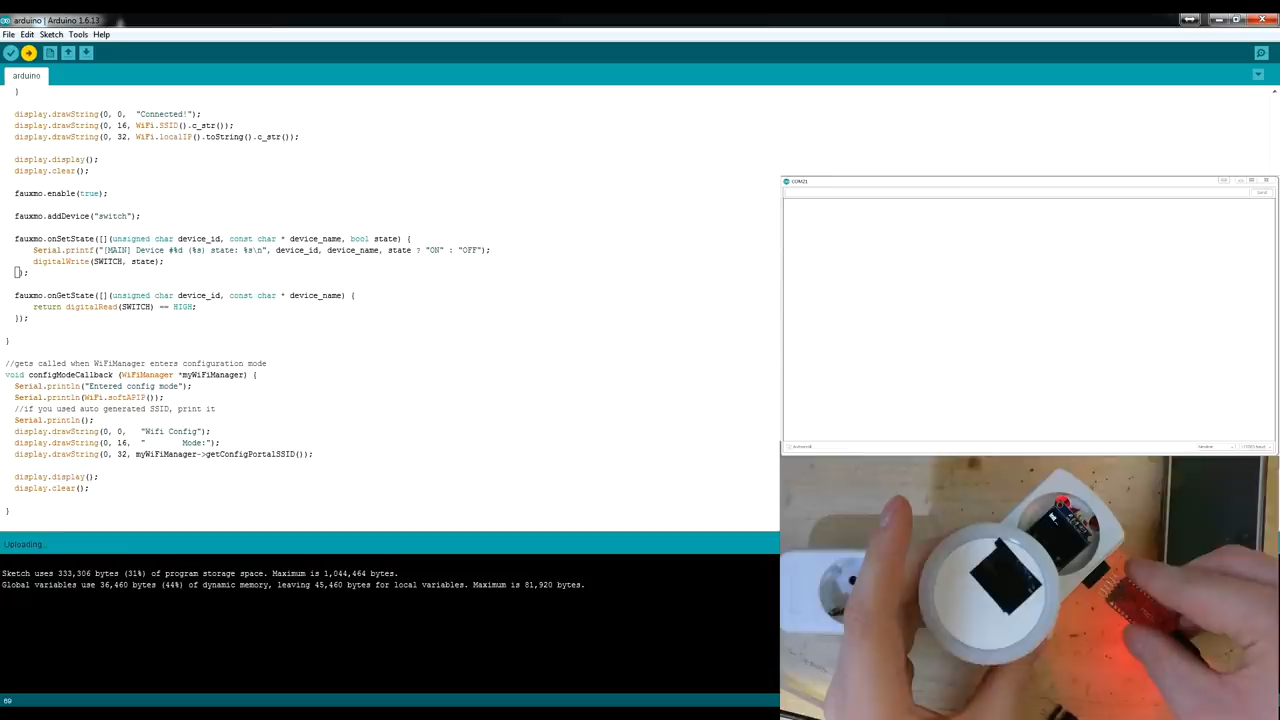 arduino | Arduino 1.6.13
File Edit Sketch Tools Help
arduino
}
display.drawString(0, 0,  "Connected!");
display.drawString(0, 16, WiFi.SSID().c_str());
display.drawString(0, 32, WiFi.localIP().toString().c_str());
display.display();
display.clear();
fauxmo.enable(true);
fauxmo.addDevice("switch");
fauxmo.onSetState([](unsigned char device_id, const char * device_name, bool state) {
Serial.printf("[MAIN] Device #%d (%s) state: %s\n", device_id, device_name, state ? "ON" : "OFF");
digitalWrite(SWITCH, state);
});
fauxmo.onGetState([](unsigned char device_id, const char * device_name) {
return digitalRead(SWITCH) == HIGH;
});
}
//gets called when WiFiManager enters configuration mode
void configModeCallback (WiFiManager *myWiFiManager) {
Serial.println("Entered config mode");
Serial.println(WiFi.softAPIP());
//if you used auto generated SSID, print it
Serial.println();
display.drawString(0, 0,  "Wifi Config");
display.drawString(0, 16, "       Mode:");
display.drawString(0, 32, myWiFiManager->getConfigPortalSSID());
display.display();
display.clear();
}
Uploading...
Sketch uses 333,306 bytes (31%) of program storage space. Maximum is 1,044,464 bytes.
Global variables use 36,460 bytes (44%) of dynamic memory, leaving 45,460 bytes for local variables. Maximum is 81,920 bytes.
69
COM21
Send
Autoscroll